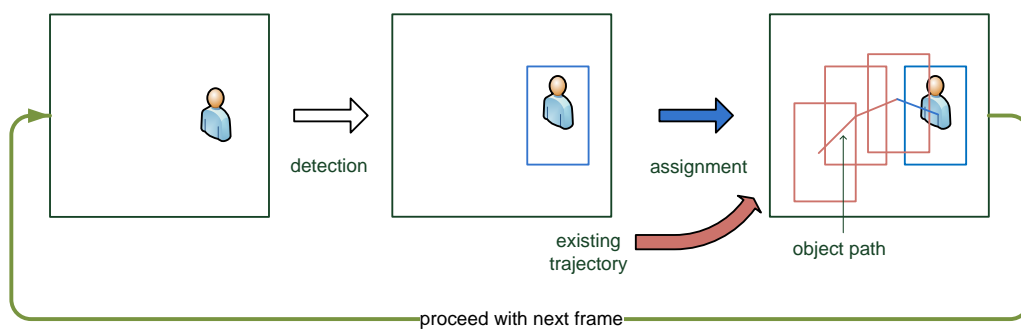 detection
assignment
existing
trajectory
object path
proceed with next frame